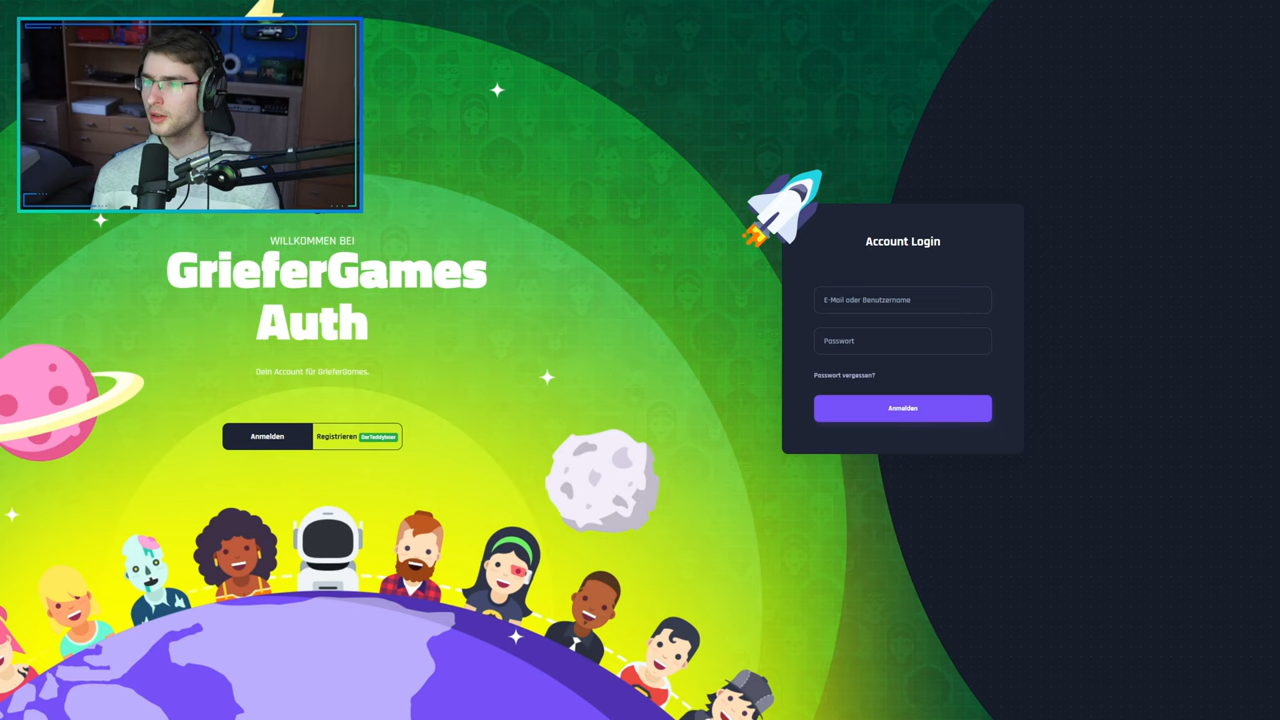 WILLKOMMEN BEI
GrieferGames
Auth
Dein Account für GrieferGames.
Anmelden
Registrieren DerTeddybaer
Account Login
E-Mail oder Benutzername
Passwort
Passwort vergessen?
Anmelden